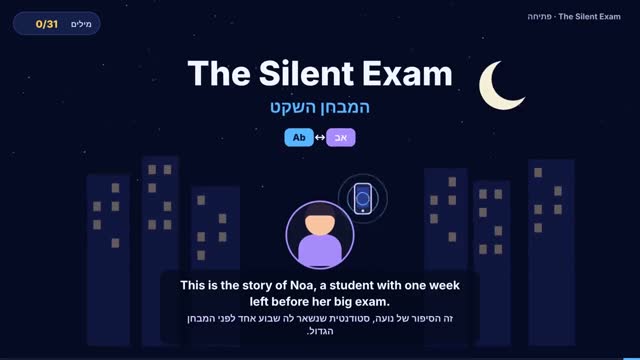 0/31 מילים
The Silent Exam · פתיחה
The Silent Exam
המבחן השקט
Ab ↔ אב
This is the story of Noa, a student with one week
left before her big exam.
זה הסיפור של נועה, סטודנטית שנשאר לה שבוע אחד לפני המבחן
הגדול.